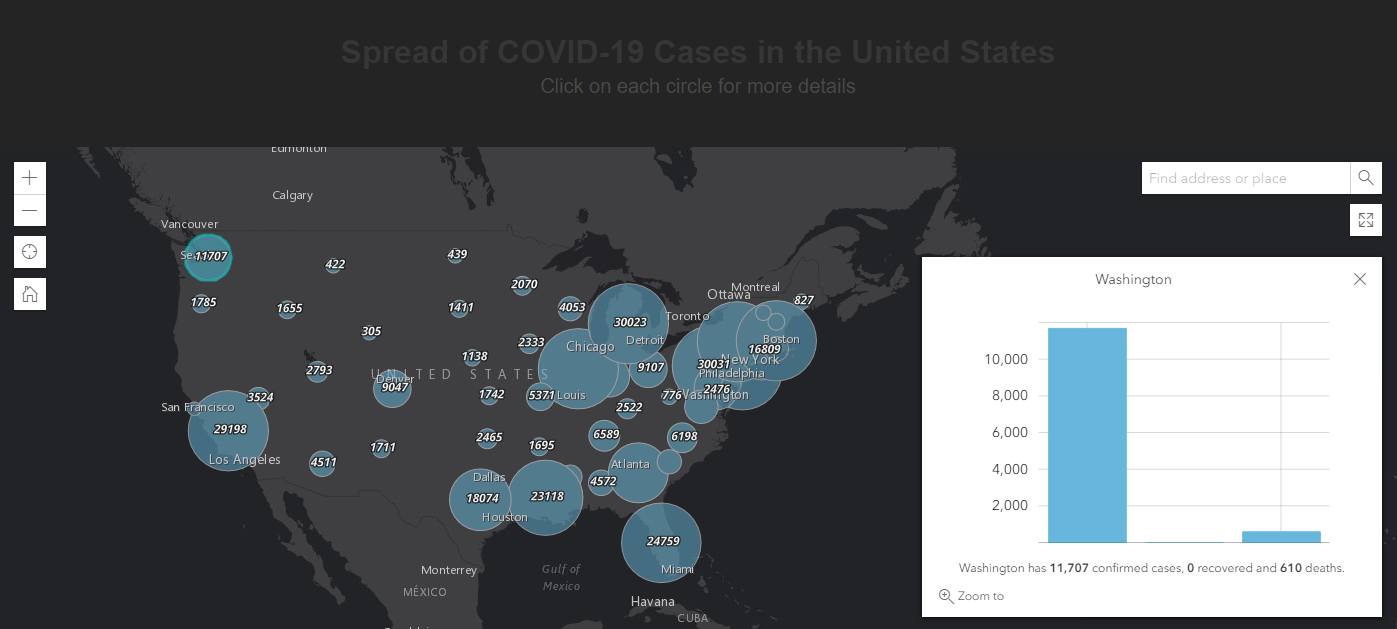 Spread of COVID-19 Cases in the United States
Click on each circle for more details
Edmonton
Calgary
Vancouver
11707
422
439
2070
1785
1655
1411
4053
305
30023
Toronto
Ottawa
Montreal
827
Find address or place
2793
1138
2333
Chicago
Detroit
Boston
16809
New York
30031
Philadelphia
UNITED STATES
Denver
9047
9107
2476
Washington
San Francisco
3524
1742
5371
Louis
776
2522
29198
Los Angeles
4511
1711
2465
1695
6589
6198
Atlanta
4572
Dallas
18074
Houston
23118
24759
Miami
Monterrey
Gulf of
Mexico
MÉXICO
Havana
CUBA
Washington
10,000
8,000
6,000
4,000
2,000
Washington has 11,707 confirmed cases, 0 recovered and 610 deaths.
Zoom to